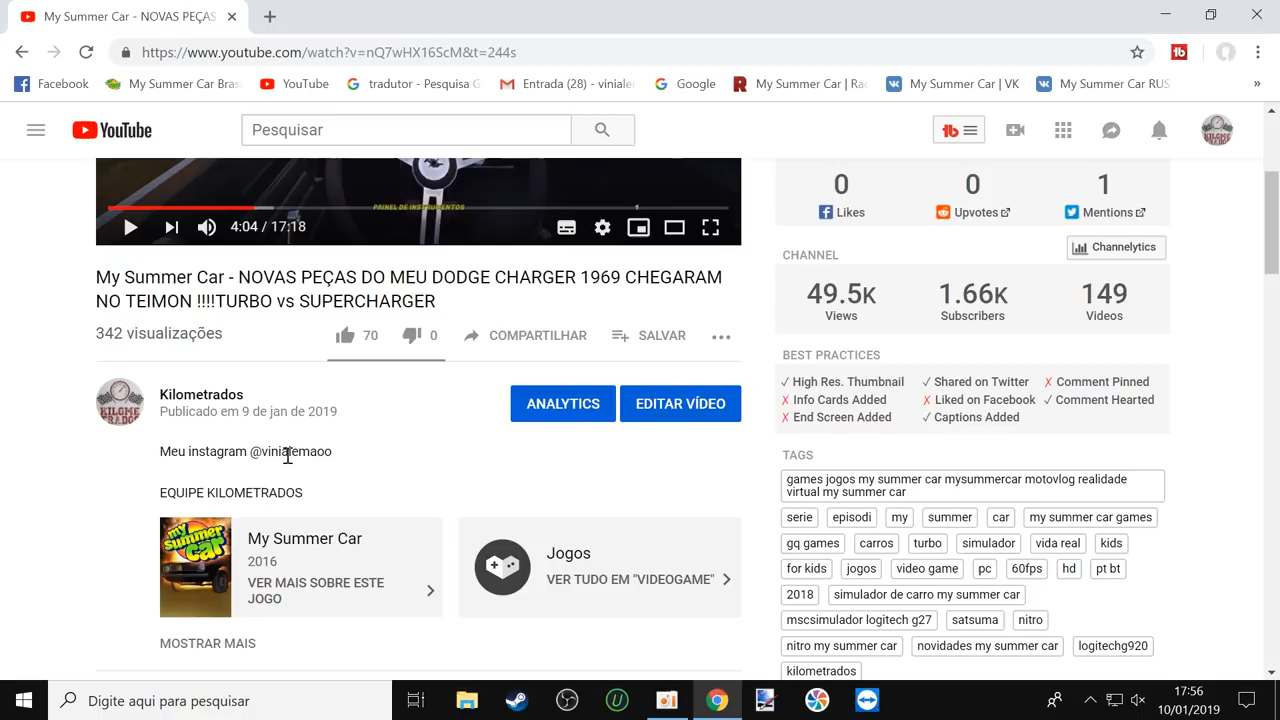 My Summer Car - NOVAS PEÇAS
https://www.youtube.com/watch?v=nQ7wHX16ScM&t=244s
Facebook
My Summer Car Bras
YouTube
tradutor - Pesquisa G
Entrada (28) - viniale
Google
My Summer Car | Ra
My Summer Car | VK
My Summer Car RUS
»
YouTube
Pesquisar
PAINEL DE INSTRUMENTOS
4:04 / 17:18
My Summer Car - NOVAS PEÇAS DO MEU DODGE CHARGER 1969 CHEGARAM
NO TEIMON !!!!TURBO vs SUPERCHARGER
342 visualizações
70
0
COMPARTILHAR
SALVAR
Kilometrados
Publicado em 9 de jan de 2019
ANALYTICS
EDITAR VÍDEO
Meu instagram @vinialemaoo
EQUIPE KILOMETRADOS
My Summer Car
2016
VER MAIS SOBRE ESTE
JOGO
Jogos
VER TUDO EM "VIDEOGAME"
MOSTRAR MAIS
0 0 1
Likes Upvotes Mentions
CHANNEL
Channelytics
49.5K 1.66K 149
Views Subscribers Videos
BEST PRACTICES
✓ High Res. Thumbnail ✓ Shared on Twitter ✗ Comment Pinned
✗ Info Cards Added ✗ Liked on Facebook ✓ Comment Hearted
✗ End Screen Added ✓ Captions Added
TAGS
games jogos my summer car mysummercar motovlog realidade
virtual my summer car
serie episodi my summer car my summer car games
gq games carros turbo simulador vida real kids
for kids jogos video game pc 60fps hd pt bt
2018 simulador de carro my summer car
mscsimulador logitech g27 satsuma nitro
nitro my summer car novidades my summer car logitechg920
kilometrados
Digite aqui para pesquisar
17:56
10/01/2019